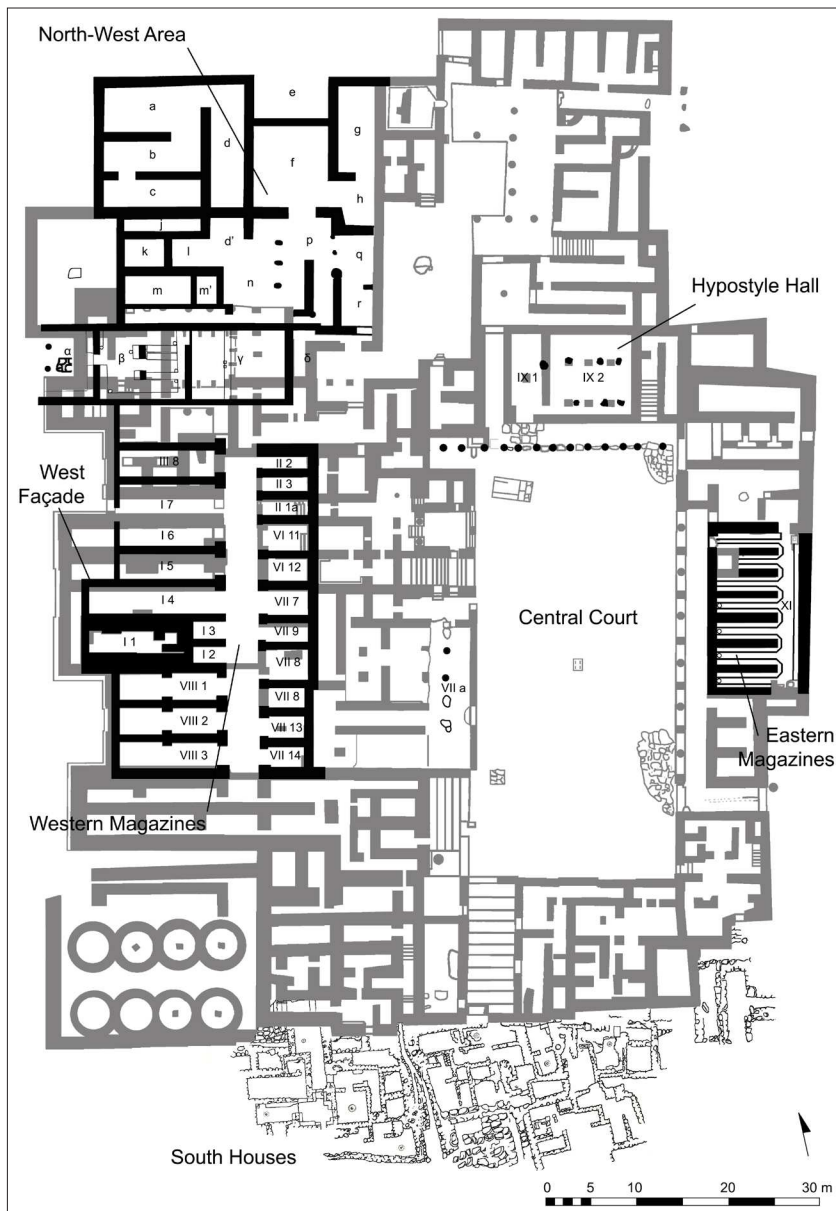 North-West Area
a
e
g
d
b
f
c
h
j
d'
p
k
l
q
n
m
m'
r
Hypostyle Hall
α
β
γ
δ
IX 1
IX 2
West
Façade
III 8
II 2
II 3
I 7
II 1a
I 6
VI 11
I 5
VI 12
I 4
VII 7
I 3
VII 9
I 1
I 2
VII 8
VIII 1
VII 8
VIII 2
VII 13
VIII 3
VII 14
Central Court
VII a
XI
Eastern
Magazines
Western Magazines
South Houses
0 5 10 20 30 m